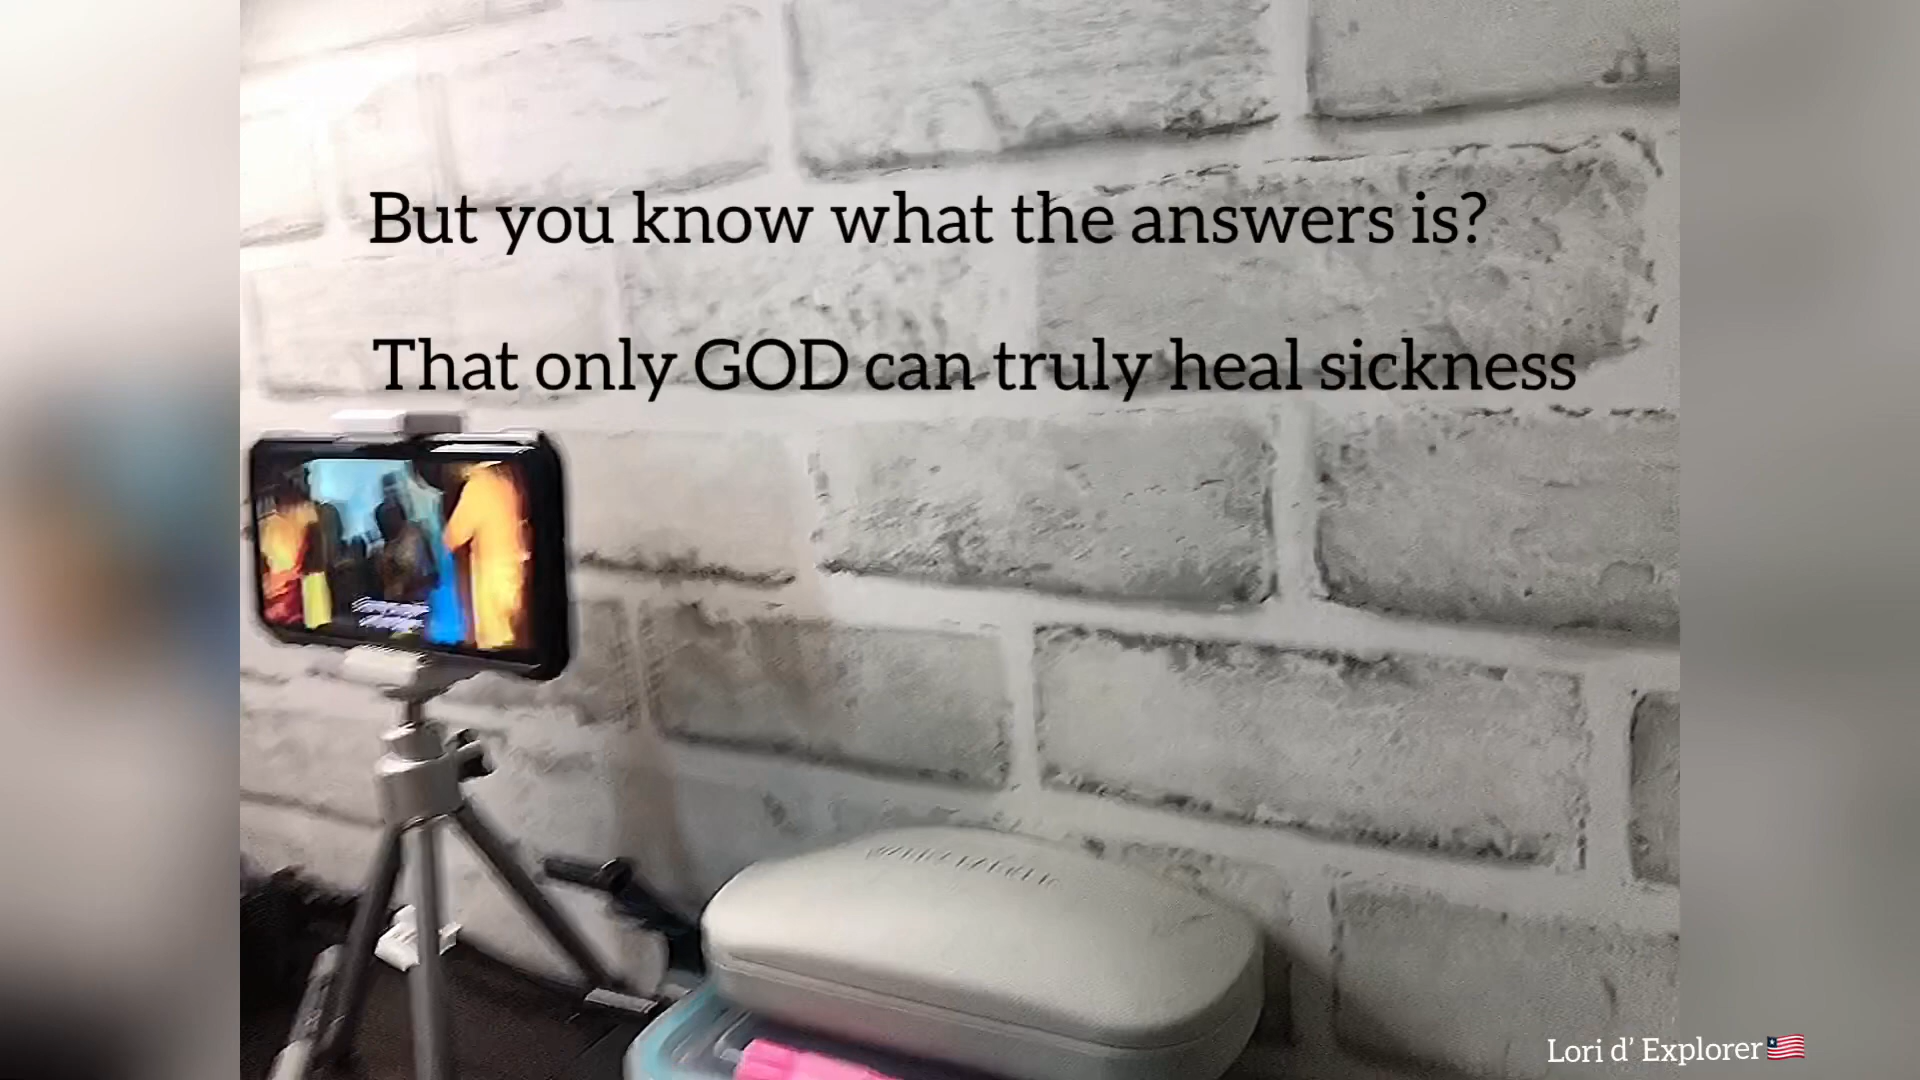 But you know what the answers is?
That only GOD can truly heal sickness
Lori d’ Explorer🇱🇷